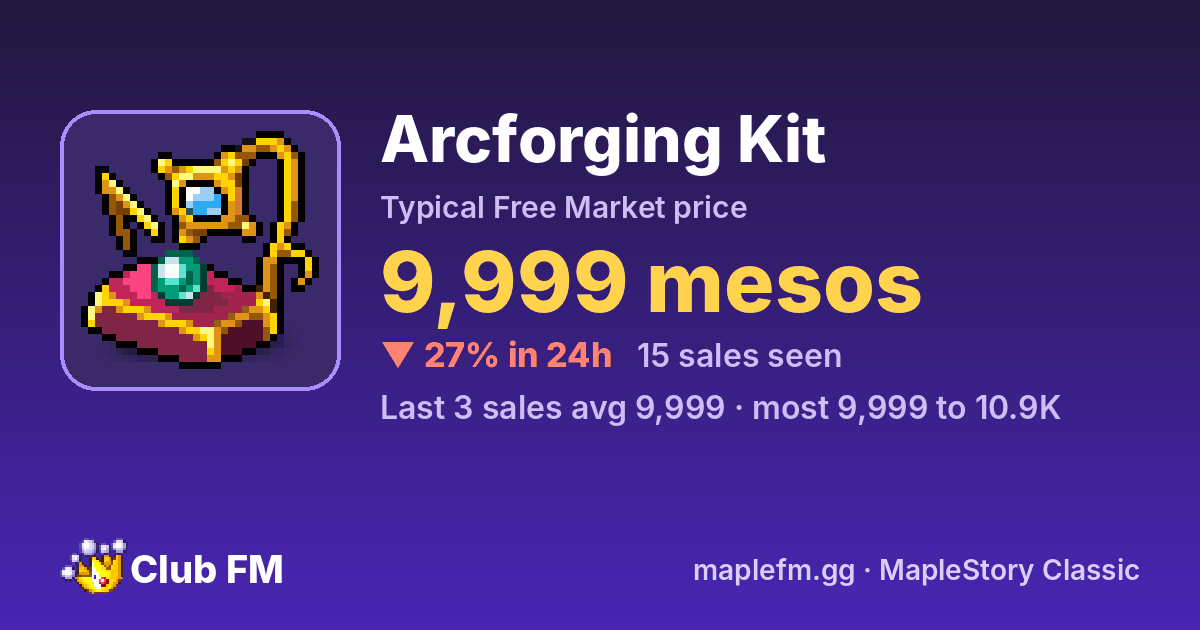 Arcforging Kit
Typical Free Market price
9,999 mesos
▼ 27% in 24h 15 sales seen
Last 3 sales avg 9,999 · most 9,999 to 10.9K
Club FM
maplefm.gg · MapleStory Classic